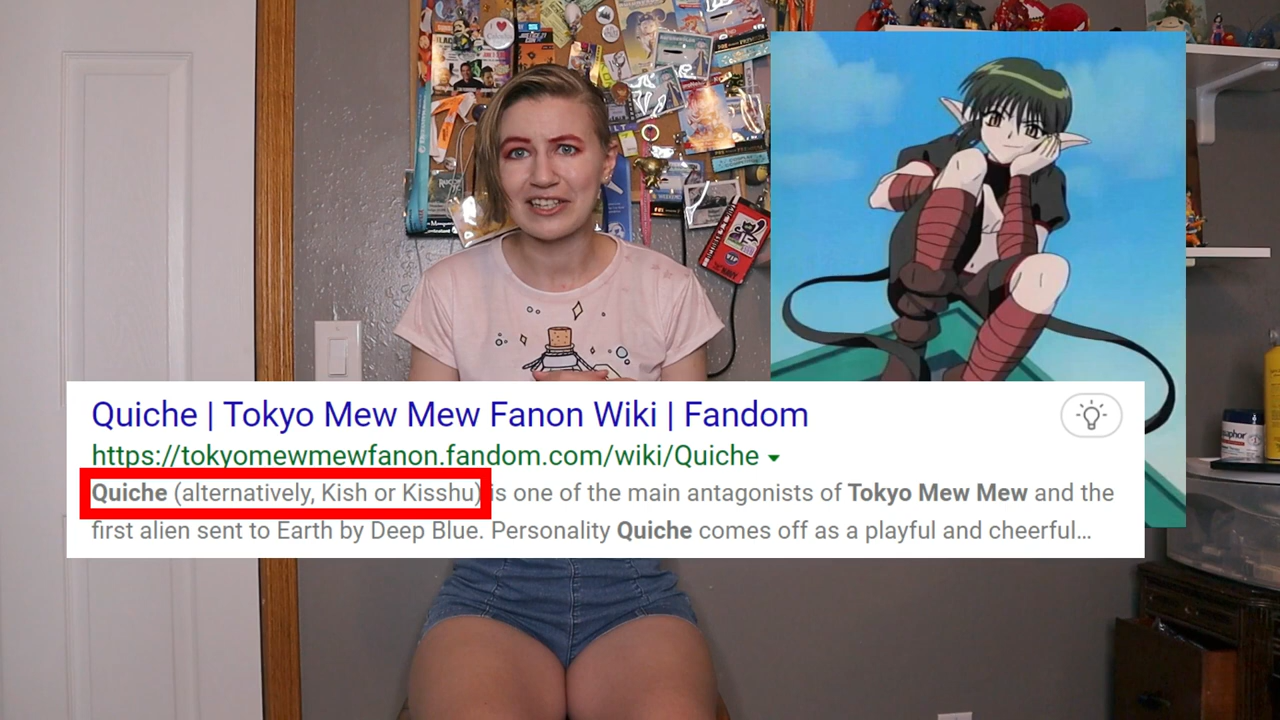 Quiche | Tokyo Mew Mew Fanon Wiki | Fandom
https://tokyomewmewfanon.fandom.com/wiki/Quiche
Quiche (alternatively, Kish or Kisshu) is one of the main antagonists of Tokyo Mew Mew and the
first alien sent to Earth by Deep Blue. Personality Quiche comes off as a playful and cheerful...
VIP